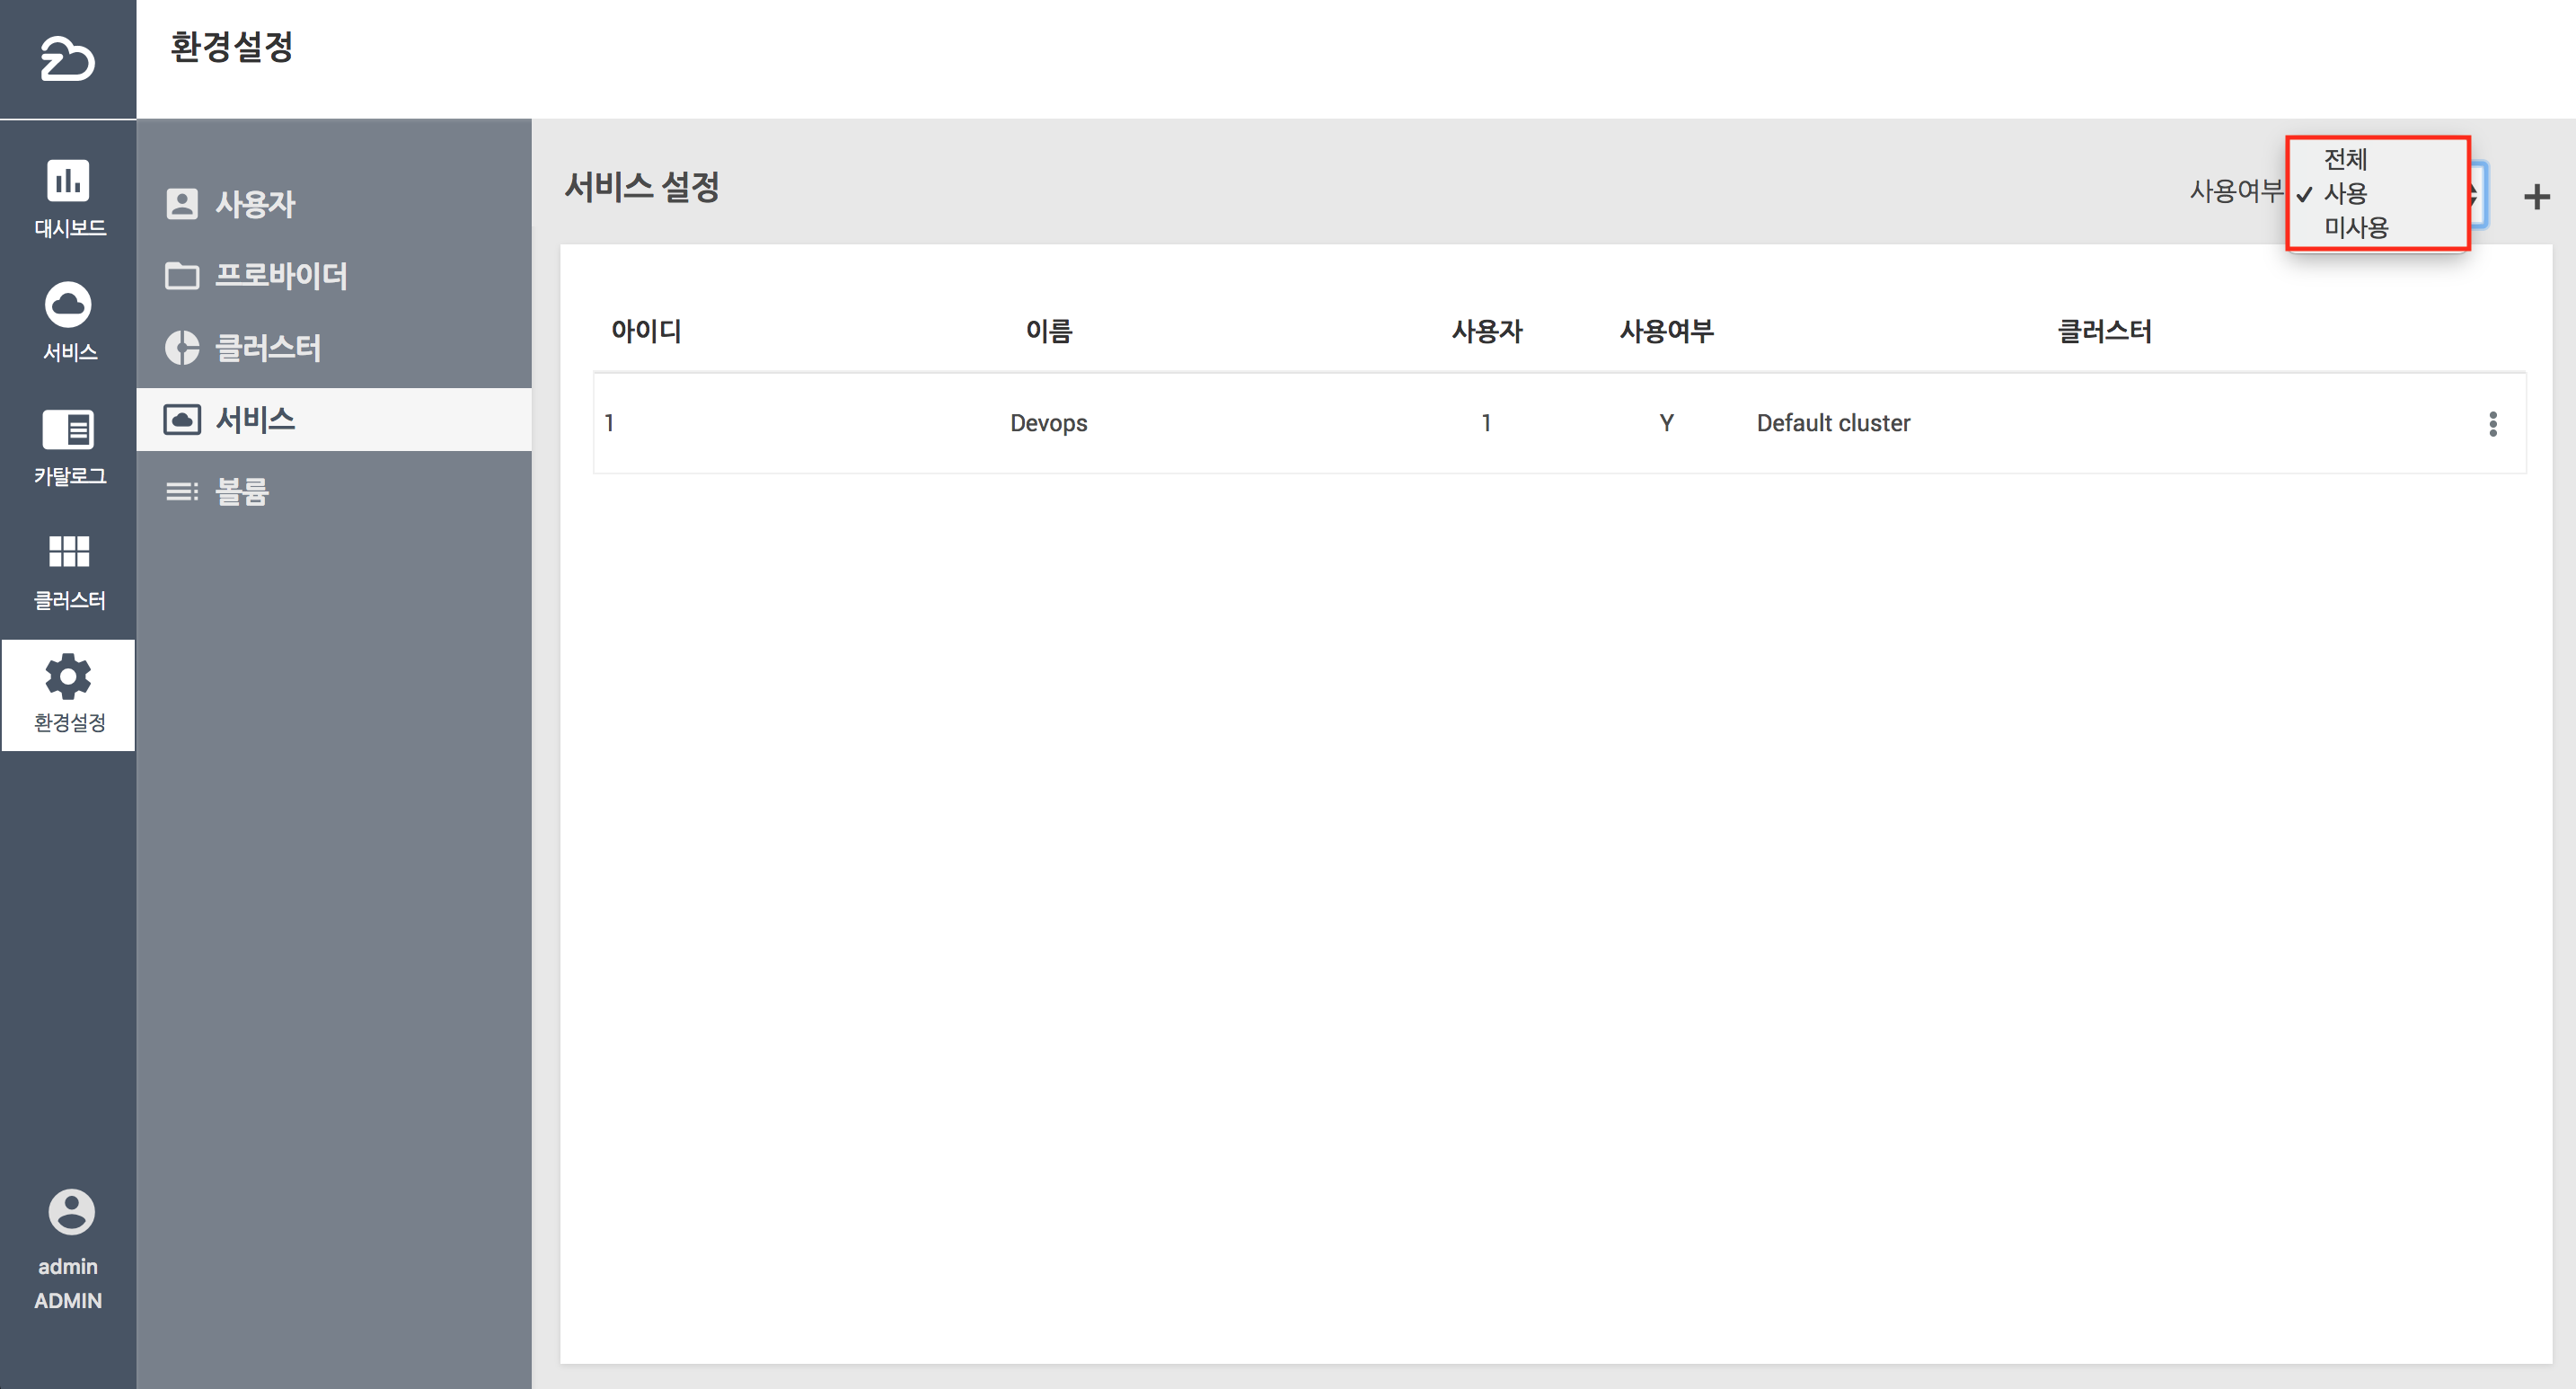 환경설정
대시보드
서비스
카탈로그
클러스터
환경설정
admin
ADMIN
사용자
프로바이더
클러스터
서비스
볼륨
서비스 설정
사용여부
전체
✓ 사용
미사용
아이디 이름 사용자 사용여부 클러스터
1 Devops 1 Y Default cluster